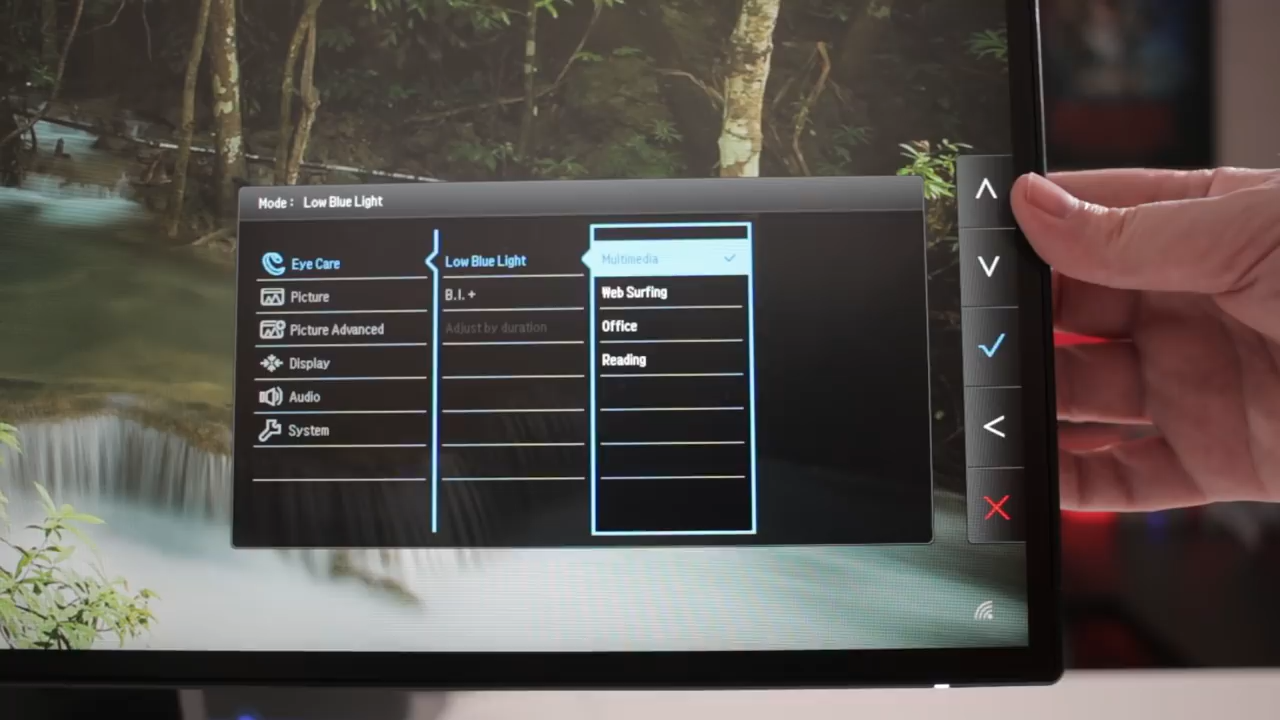 Mode : Low Blue Light
Eye Care
Picture
Picture Advanced
Display
Audio
System
Low Blue Light
B.I. +
Adjust by duration
Multimedia
Web Surfing
Office
Reading